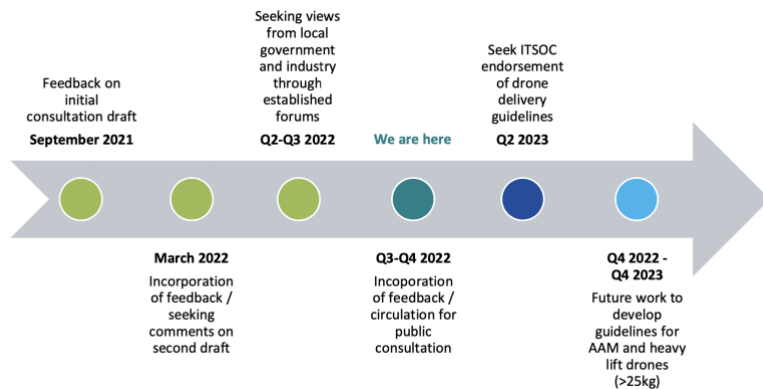 Feedback on
initial
consultation draft
September 2021
March 2022
Incorporation
of feedback /
seeking
comments on
second draft
Seeking views
from local
government
and industry
through
established
forums
Q2-Q3 2022
We are here
Q3-Q4 2022
Incoporation of
feedback /
circulation for
public
consultation
Seek ITSOC
endorsement
of drone
delivery
guidelines
Q2 2023
Q4 2022 -
Q4 2023
Future work to
develop
guidelines for
AAM and heavy
lift drones
(>25kg)